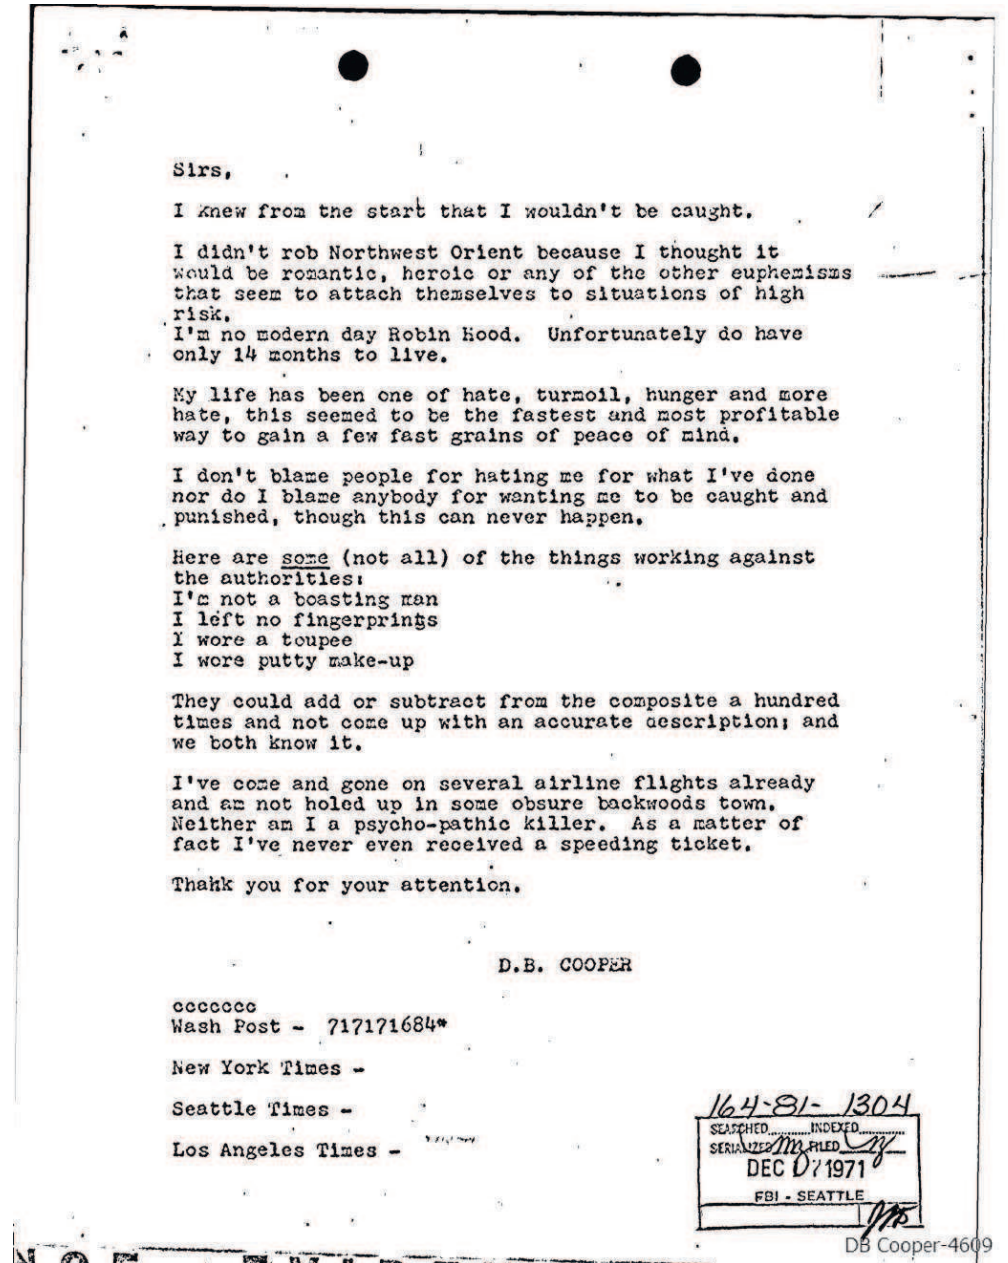 Sirs,
I knew from the start that I wouldn't be caught.
I didn't rob Northwest Orient because I thought it
would be romantic, heroic or any of the other euphemisms
that seem to attach themselves to situations of high
risk.
I'm no modern day Robin Hood.  Unfortunately do have
only 14 months to live.
My life has been one of hate, turmoil, hunger and more
hate, this seemed to be the fastest and most profitable
way to gain a few fast grains of peace of mind.
I don't blame people for hating me for what I've done
nor do I blame anybody for wanting me to be caught and
punished, though this can never happen.
Here are some (not all) of the things working against
the authorities:
I'm not a boasting man
I left no fingerprints
I wore a toupee
I wore putty make-up
They could add or subtract from the composite a hundred
times and not come up with an accurate description; and
we both know it.
I've come and gone on several airline flights already
and am not holed up in some obsure backwoods town.
Neither am I a psycho-pathic killer.  As a matter of
fact I've never even received a speeding ticket.
Thahk you for your attention.
D.B. COOPER
ccccccc
Wash Post - 717171684*
New York Times -
Seattle Times -
Los Angeles Times -
164-81- 1304
SEARCHED............INDEXED............
SERIALIZED FILED
DEC 07 1971
FBI - SEATTLE
DB Cooper-4609